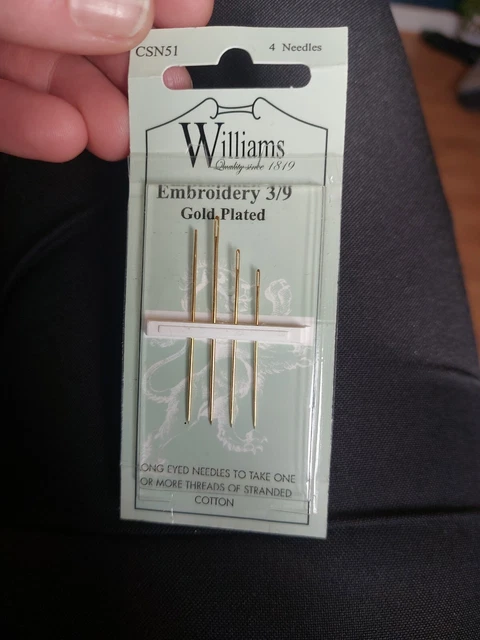 CSN51 4 Needles
Williams
Quality since 1819
Embroidery 3/9
Gold Plated
LONG EYED NEEDLES TO TAKE ONE
OR MORE THREADS OF STRANDED
COTTON